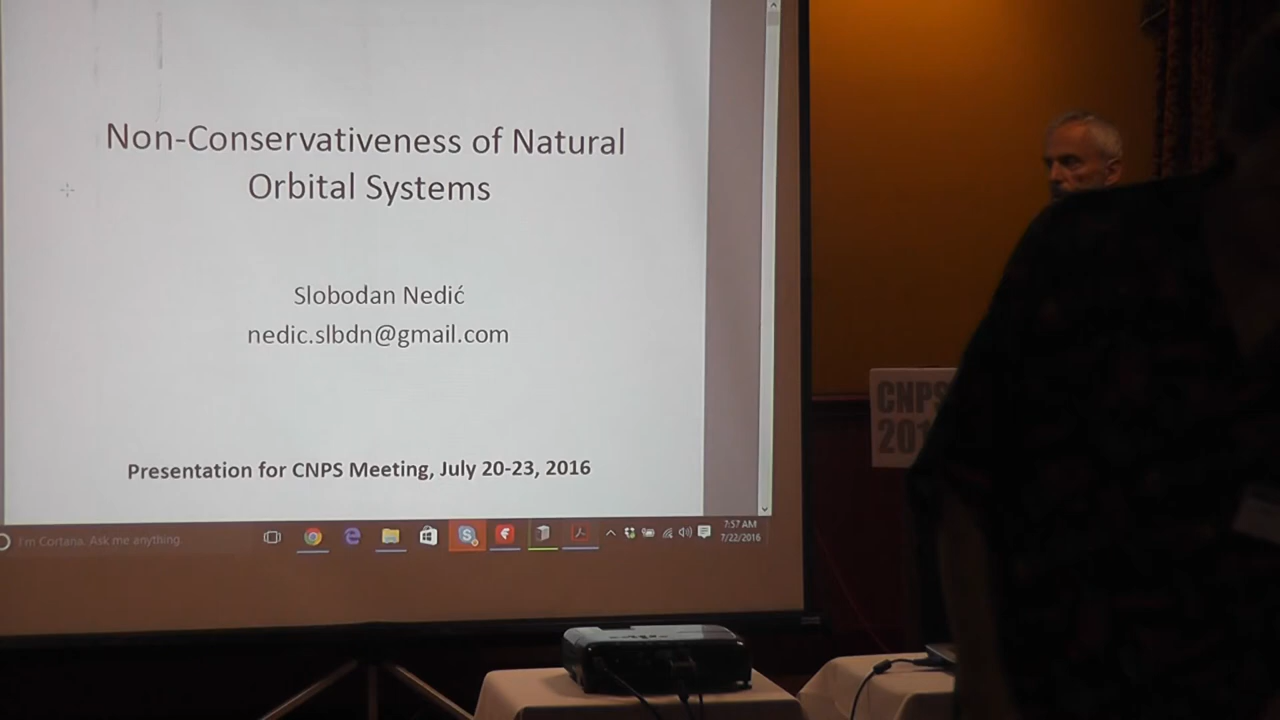 Non-Conservativeness of Natural
Orbital Systems
Slobodan Nedić
nedic.slbdn@gmail.com
Presentation for CNPS Meeting, July 20-23, 2016
I'm Cortana. Ask me anything.
7:57 AM
7/22/2016
CNPS
201